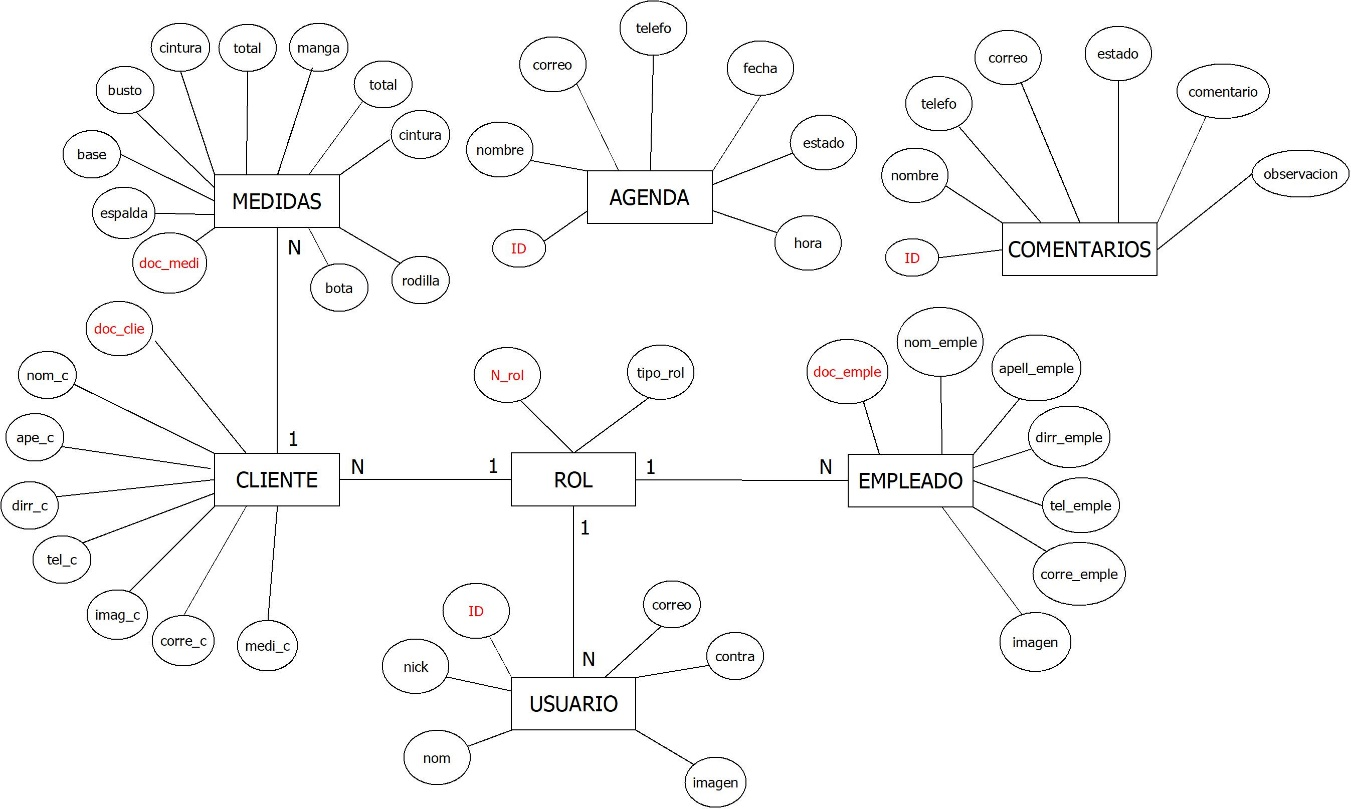 cintura
total
manga
total
busto
cintura
base
espalda
doc_medi
MEDIDAS
N
bota
rodilla
telefo
correo
fecha
nombre
estado
AGENDA
ID
hora
correo
estado
comentario
telefo
nombre
observacion
ID
COMENTARIOS
doc_clie
nom_c
ape_c
dirr_c
tel_c
imag_c
corre_c
medi_c
1
CLIENTE
N
1
N_rol
tipo_rol
ROL
1
N
1
doc_emple
nom_emple
apell_emple
dirr_emple
EMPLEADO
tel_emple
corre_emple
imagen
ID
correo
nick
N
contra
USUARIO
nom
imagen